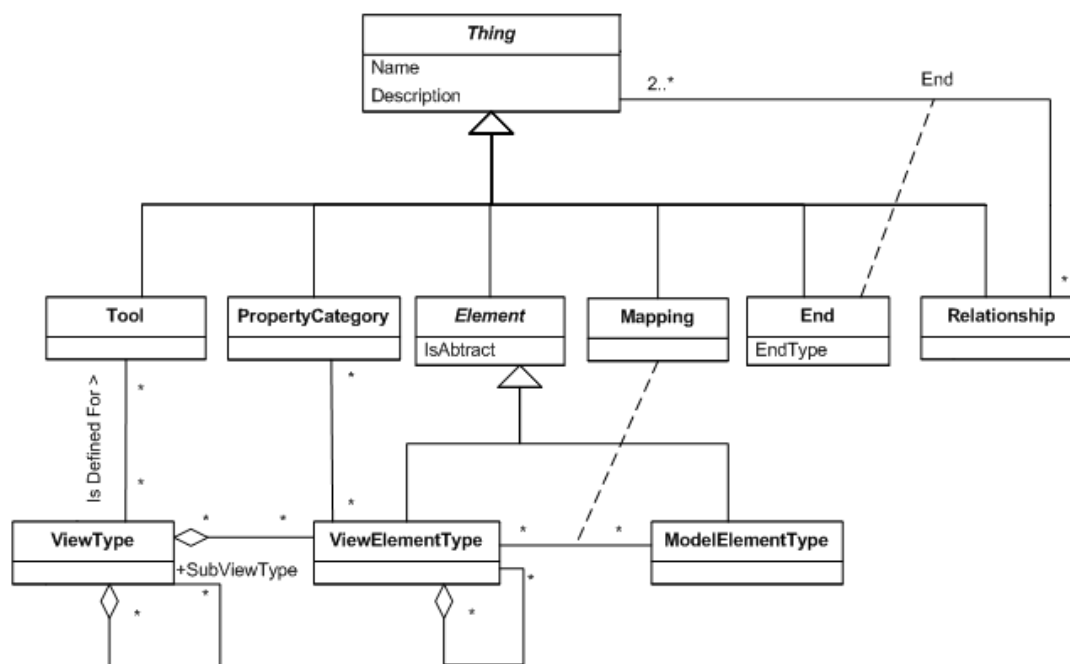 Thing
Name
Description
2..*
End
*
Tool
PropertyCategory
Element
IsAbtract
Mapping
End
EndType
Relationship
Is Defined For >
*
*
*
*
ViewType
*
*
ViewElementType
*
*
ModelElementType
+SubViewType
*
*
*
*